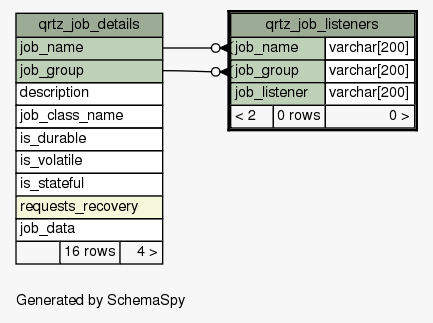 qrtz_job_details
job_name
job_group
description
job_class_name
is_durable
is_volatile
is_stateful
requests_recovery
job_data
16 rows 4 >
qrtz_job_listeners
job_name varchar[200]
job_group varchar[200]
job_listener varchar[200]
< 2 0 rows 0 >
Generated by SchemaSpy